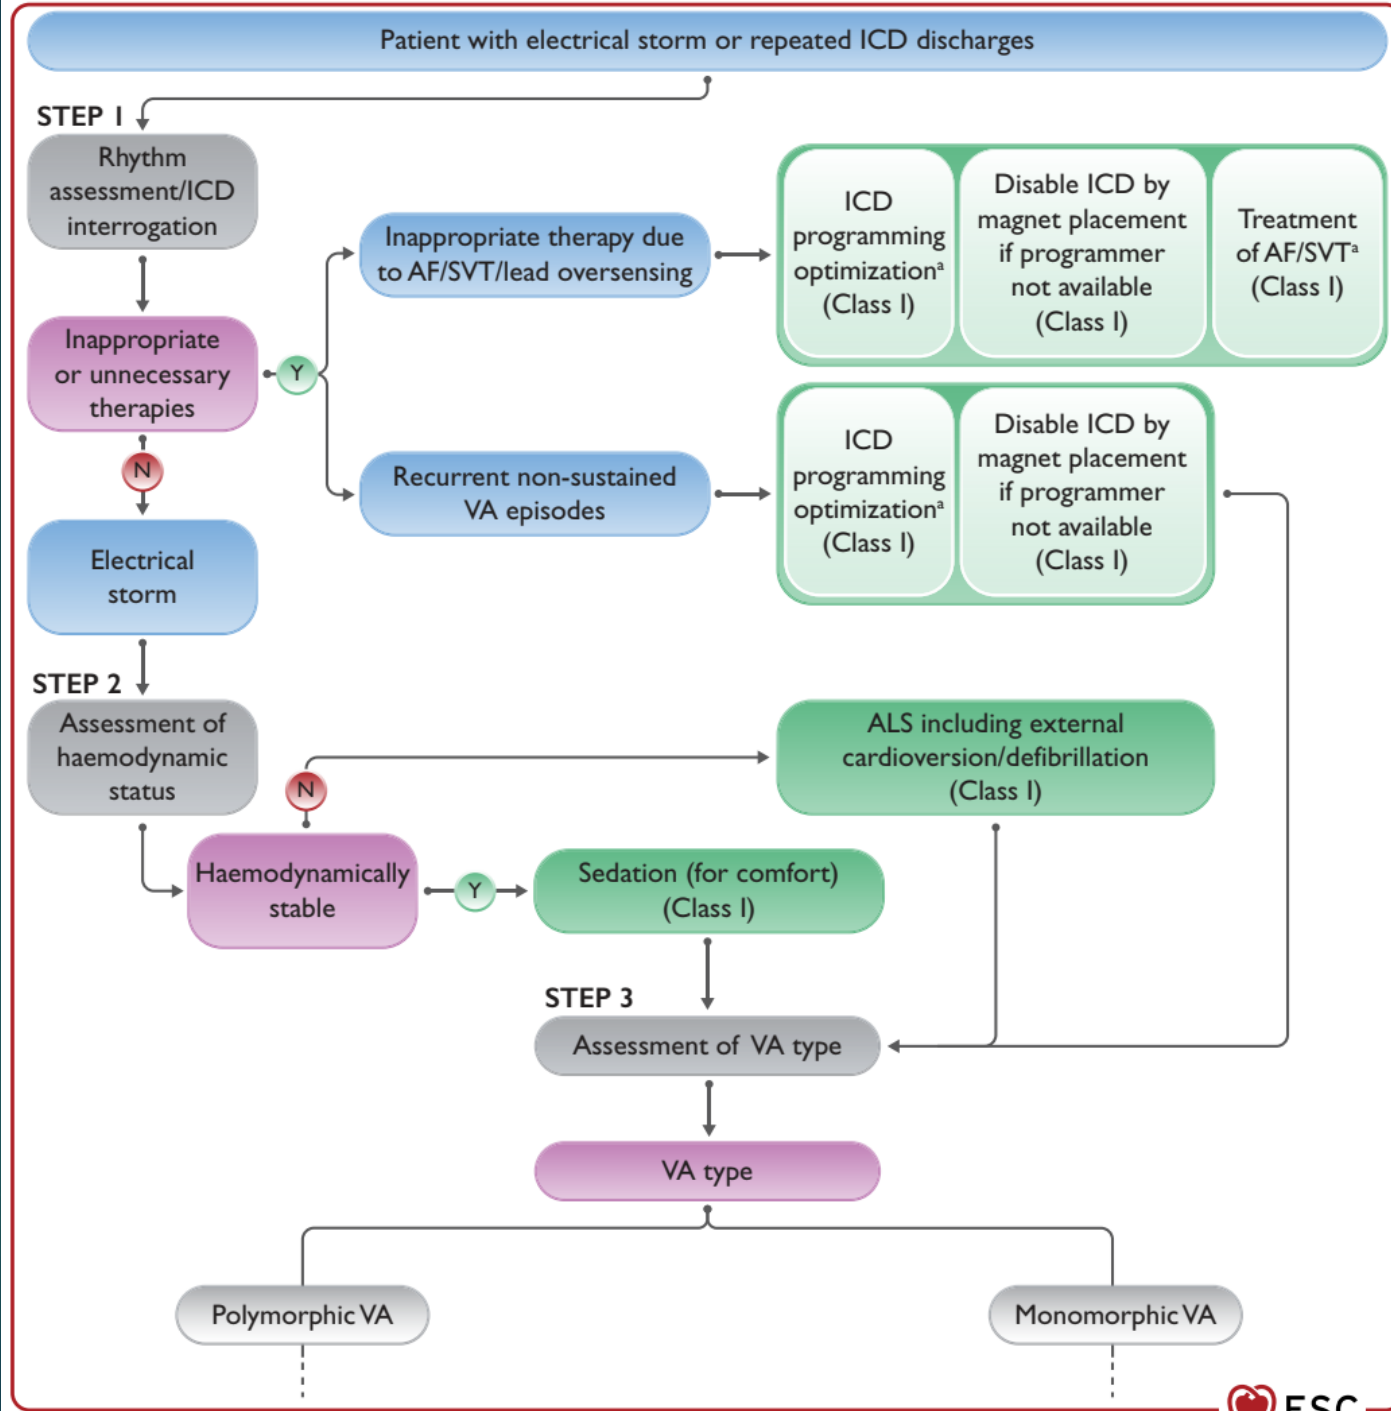 Patient with electrical storm or repeated ICD discharges
STEP 1
Rhythm
assessment/ICD
interrogation
Inappropriate
or unnecessary
therapies
Y
Inappropriate therapy due
to AF/SVT/lead oversensing
ICD
programming
optimizationᵃ
(Class I)
Disable ICD by
magnet placement
if programmer
not available
(Class I)
Treatment
of AF/SVTᵃ
(Class I)
Recurrent non-sustained
VA episodes
ICD
programming
optimizationᵃ
(Class I)
Disable ICD by
magnet placement
if programmer
not available
(Class I)
N
Electrical
storm
STEP 2
Assessment of
haemodynamic
status
N
ALS including external
cardioversion/defibrillation
(Class I)
Haemodynamically
stable
Y
Sedation (for comfort)
(Class I)
STEP 3
Assessment of VA type
VA type
Polymorphic VA
Monomorphic VA
ESC